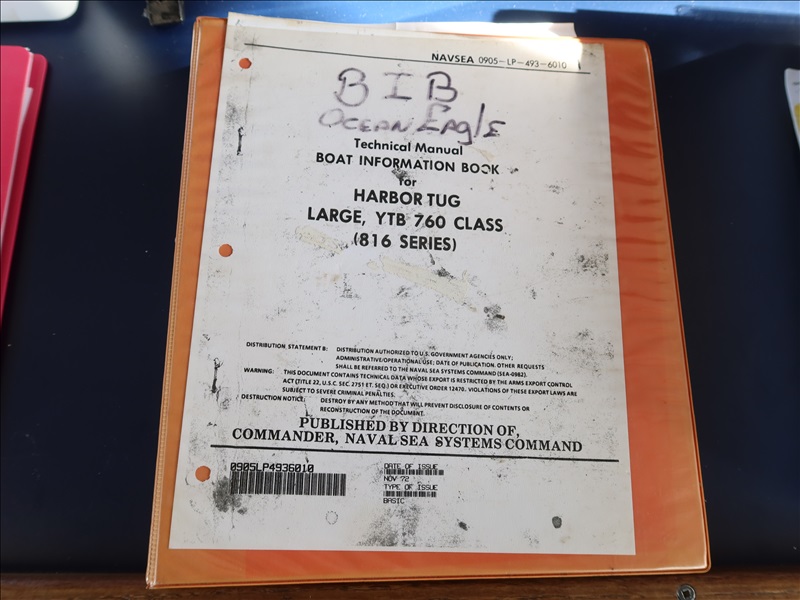 NAVSEA 0905-LP-493-6010
BIB
OCEAN EAglE
Technical Manual
BOAT INFORMATION BOOK
for
HARBOR TUG
LARGE, YTB 760 CLASS
(816 SERIES)
DISTRIBUTION STATEMENT B: DISTRIBUTION AUTHORIZED TO U.S. GOVERNMENT AGENCIES ONLY;
ADMINISTRATIVE/OPERATIONAL USE; DATE OF PUBLICATION. OTHER REQUESTS
SHALL BE REFERRED TO THE NAVAL SEA SYSTEMS COMMAND (SEA-09B2).
WARNING: THIS DOCUMENT CONTAINS TECHNICAL DATA WHOSE EXPORT IS RESTRICTED BY THE ARMS EXPORT CONTROL
ACT (TITLE 22, U.S.C. SEC. 2751 ET. SEQ.) OR EXECUTIVE ORDER 12470. VIOLATIONS OF THESE EXPORT LAWS ARE
SUBJECT TO SEVERE CRIMINAL PENALTIES.
DESTRUCTION NOTICE: DESTROY BY ANY METHOD THAT WILL PREVENT DISCLOSURE OF CONTENTS OR
RECONSTRUCTION OF THE DOCUMENT.
PUBLISHED BY DIRECTION OF,
COMMANDER, NAVAL SEA SYSTEMS COMMAND
0905LP4936010
DATE OF ISSUE
NOV 72
TYPE OF ISSUE
BASIC